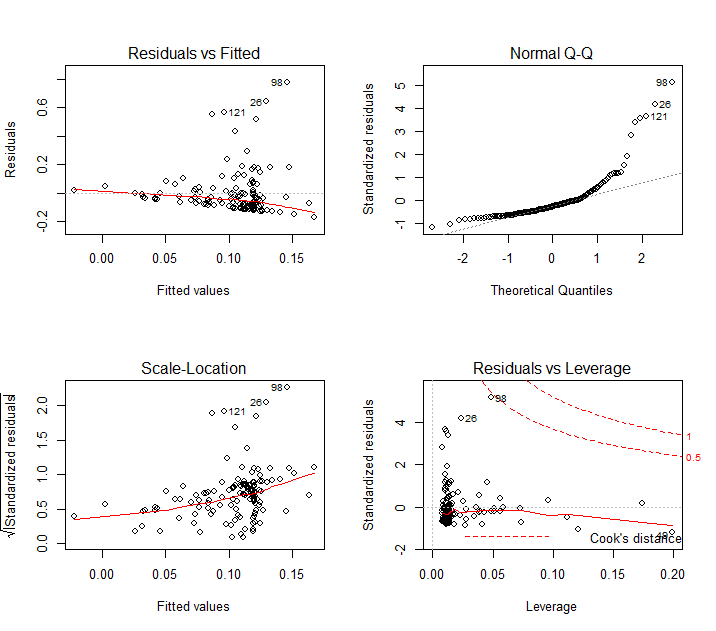 Residuals vs Fitted
Residuals
-0.2 0.2 0.6
98
26
121
0.00 0.05 0.10 0.15
Fitted values
Normal Q-Q
Standardized residuals
-1 0 1 2 3 4 5
98
26
121
-2 -1 0 1 2
Theoretical Quantiles
Scale-Location
√|Standardized residuals|
0.0 0.5 1.0 1.5 2.0
98
26
121
0.00 0.05 0.10 0.15
Fitted values
Residuals vs Leverage
Standardized residuals
-2 0 2 4
98
26
1
0.5
Cook's distance
0.00 0.05 0.10 0.15 0.20
Leverage